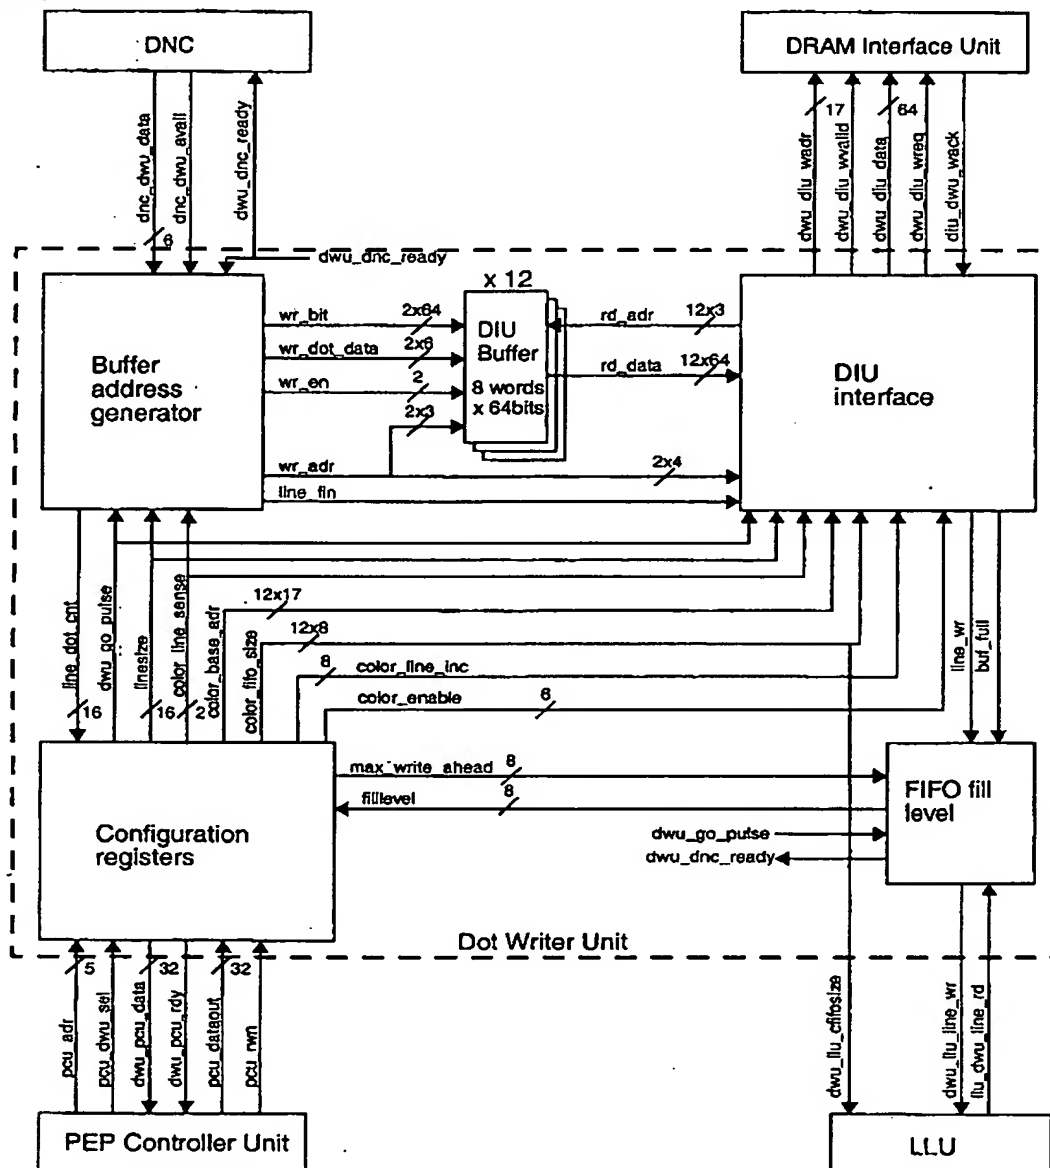 DNC
DRAM Interface Unit
dnc_dwu_data
dnc_dwu_avail
dwu_dnc_ready
6
dwu_diu_wadr
17
dwu_diu_wvalid
dwu_diu_data
64
dwu_diu_wreq
diu_dwu_wack
dwu_dnc_ready
x 12
Buffer
address
generator
wr_bit
2x64
wr_dot_data
2x6
wr_en
2
2x3
wr_adr
line_fin
DIU
Buffer
8 words
x 64bits
rd_adr
12x3
rd_data
12x64
2x4
DIU
interface
line_dot_cnt
16
dwu_go_pulse
linesize
16
color_line_sense
2
color_base_adr
12x17
color_fifo_size
12x8
8
color_line_inc
color_enable
6
line_wr
buf_full
Configuration
registers
max_write_ahead
8
filllevel
8
dwu_go_pulse
dwu_dnc_ready
FIFO fill
level
Dot Writer Unit
pcu_adr
5
pcu_dwu_sel
dwu_pcu_data
32
dwu_pcu_rdy
pcu_dataout
32
pcu_rwn
dwu_llu_cfifosize
dwu_llu_line_wr
llu_dwu_line_rd
PEP Controller Unit
LLU